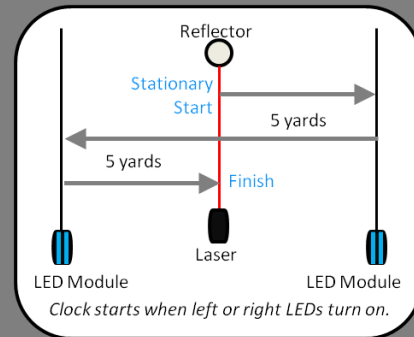 Reflector
Stationary
Start
5 yards
5 yards
Finish
Laser
LED Module
LED Module
Clock starts when left or right LEDs turn on.